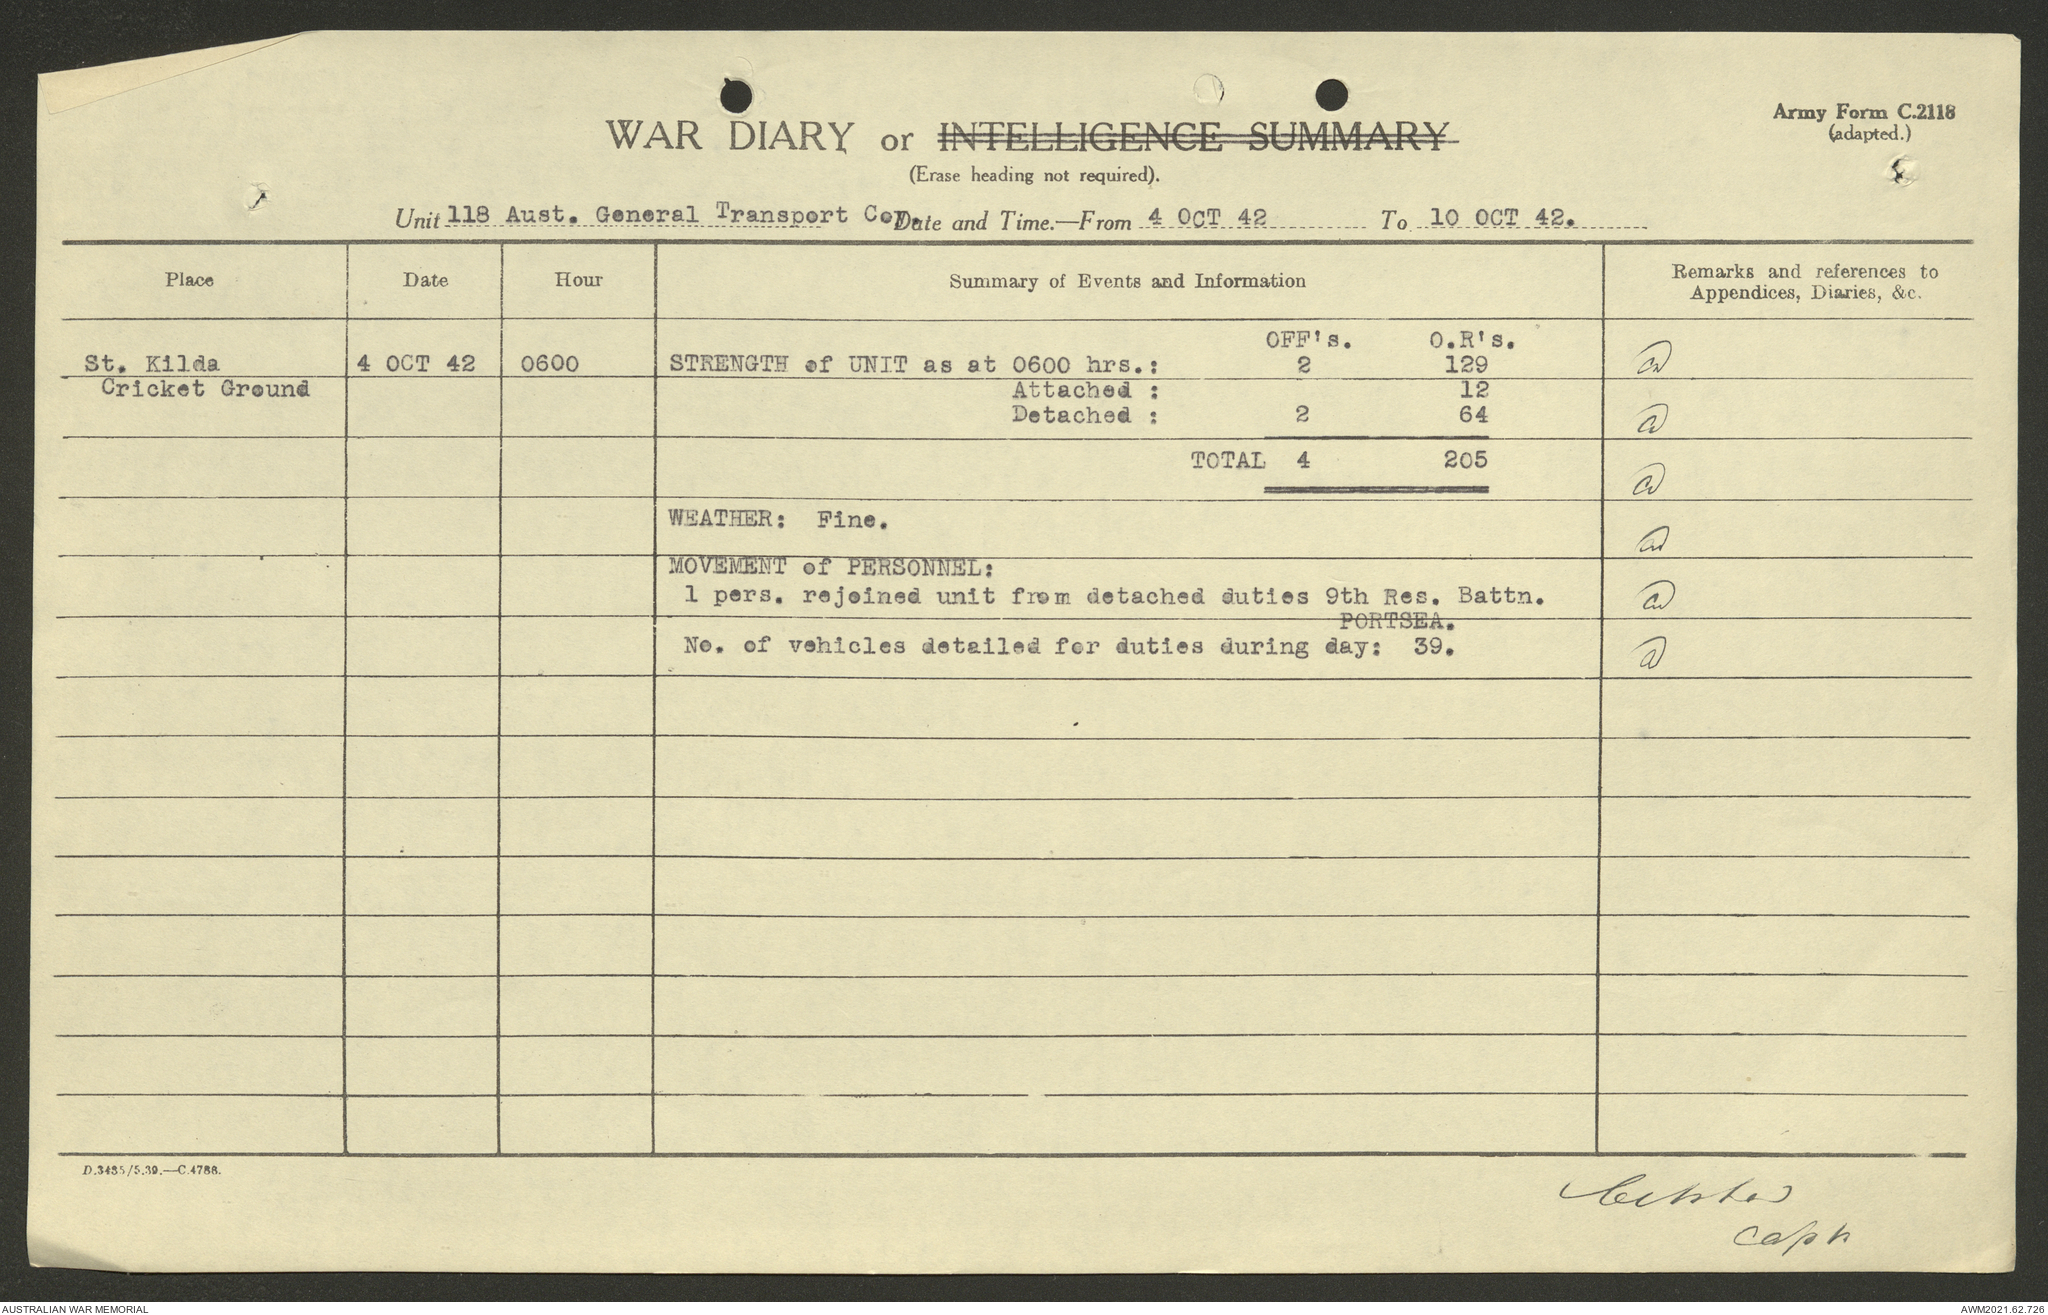 Army Form C.2118
(adapted.)
WAR DIARY or INTELLIGENCE SUMMARY
(Erase heading not required).
Unit 118 Aust. General Transport Coy. Date and Time.—From 4 OCT 42 To 10 OCT 42.
Place Date Hour Summary of Events and Information Remarks and references to
Appendices, Diaries, &c.
OFF's. O.R's.
St. Kilda 4 OCT 42 0600 STRENGTH of UNIT as at 0600 hrs.: 2 129
Cricket Ground Attached : 12
Detached : 2 64
TOTAL 4 205
WEATHER: Fine.
MOVEMENT of PERSONNEL:
1 pers. rejoined unit from detached duties 9th Res. Battn.
PORTSEA.
No. of vehicles detailed for duties during day: 39.
D.3485/5.39.—C.4788.
Capt
AUSTRALIAN WAR MEMORIAL AWM2021.62.726